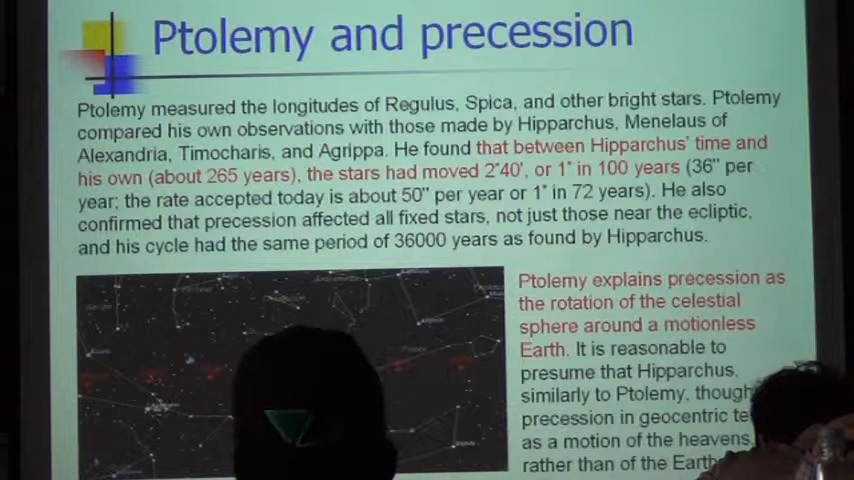 Ptolemy and precession
Ptolemy measured the longitudes of Regulus, Spica, and other bright stars. Ptolemy
compared his own observations with those made by Hipparchus, Menelaus of
Alexandria, Timocharis, and Agrippa. He found that between Hipparchus' time and
his own (about 265 years), the stars had moved 2°40', or 1° in 100 years (36" per
year; the rate accepted today is about 50" per year or 1° in 72 years). He also
confirmed that precession affected all fixed stars, not just those near the ecliptic,
and his cycle had the same period of 36000 years as found by Hipparchus.
Ptolemy explains precession as
the rotation of the celestial
sphere around a motionless
Earth. It is reasonable to
presume that Hipparchus,
similarly to Ptolemy, though
precession in geocentric te
as a motion of the heavens,
rather than of the Earth